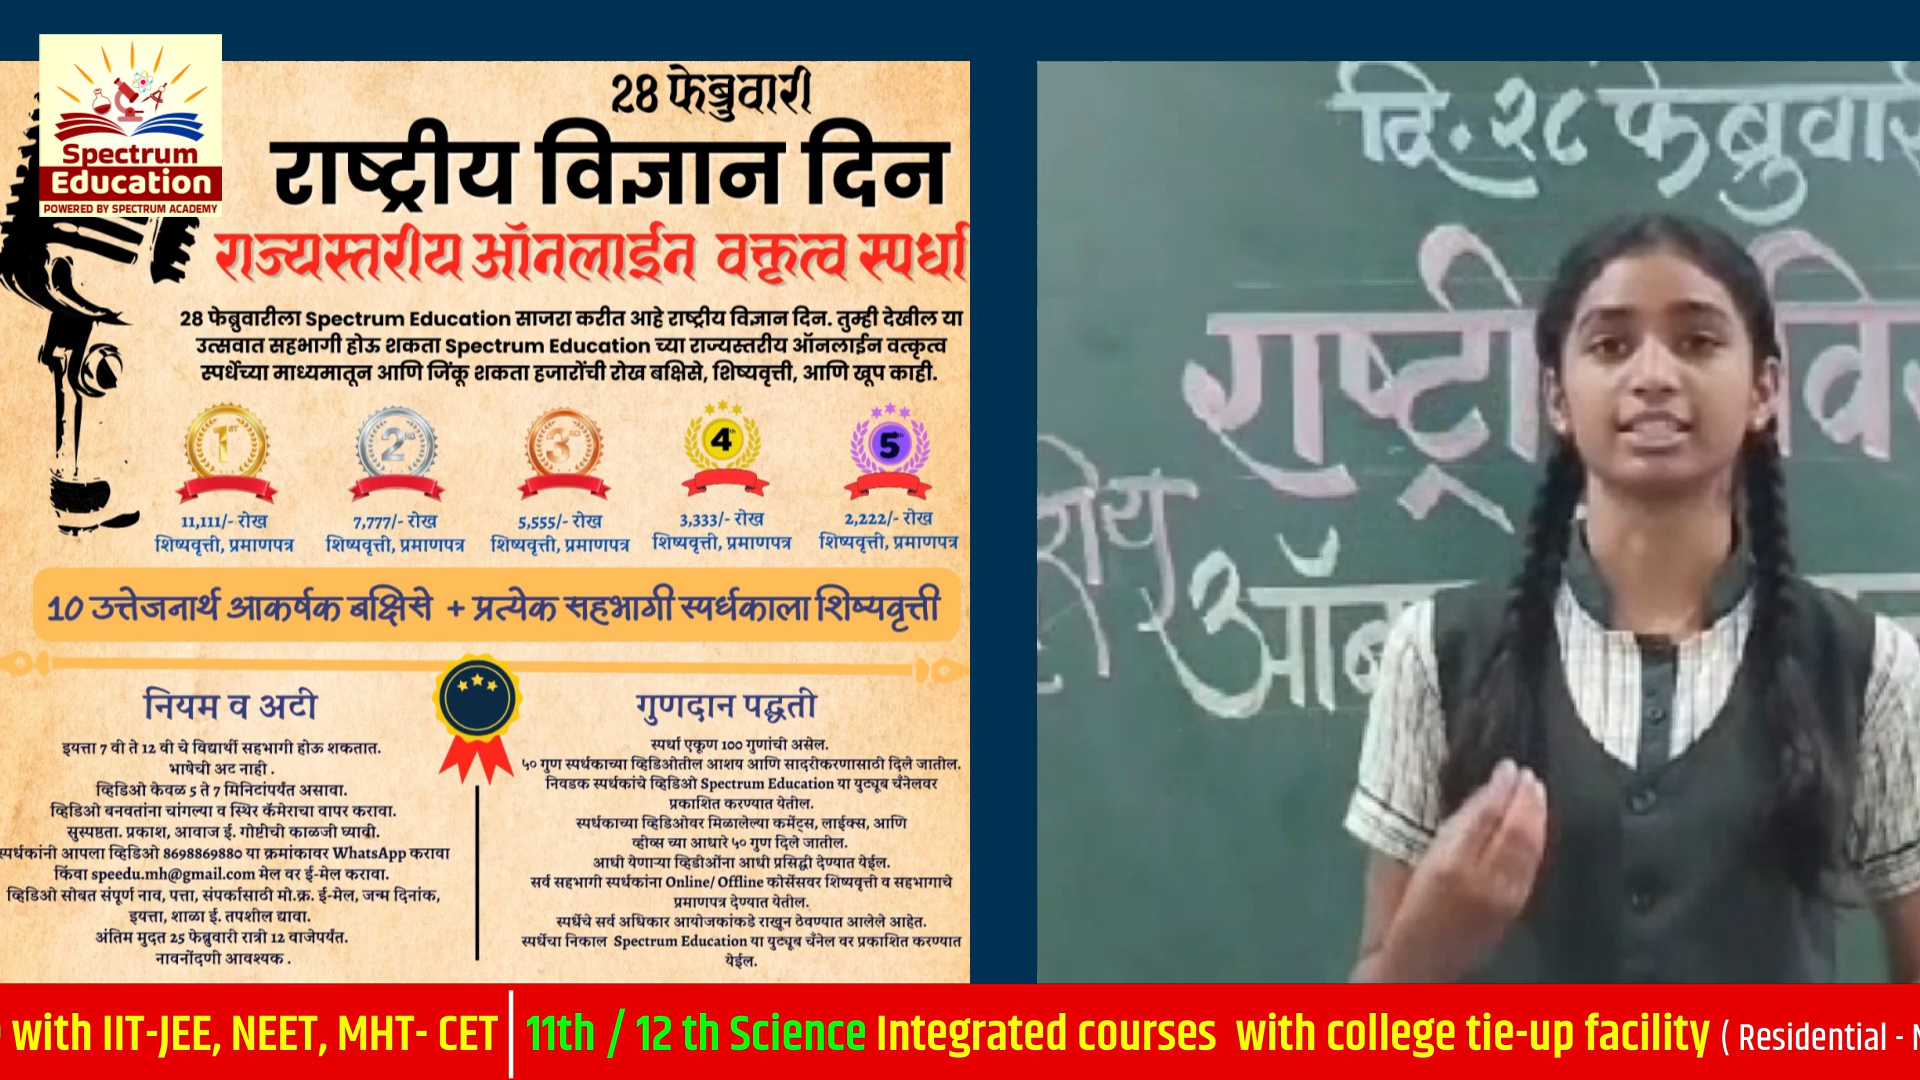 Spectrum
Education
POWERED BY SPECTRUM ACADEMY
28 फेब्रुवारी
राष्ट्रीय विज्ञान दिन
राज्यस्तरीय ऑनलाईन वक्तृत्व स्पर्धा
28 फेब्रुवारीला Spectrum Education साजरा करीत आहे राष्ट्रीय विज्ञान दिन. तुम्ही देखील या
उत्सवात सहभागी होऊ शकता Spectrum Education च्या राज्यस्तरीय ऑनलाईन वत्कृत्व
स्पर्धेच्या माध्यमातून आणि जिंकू शकता हजारोंची रोख बक्षिसे, शिष्यवृत्ती, आणि खूप काही.
1ST 2ND 3RD 4th 5th
11,111/- रोख 7,777/- रोख 5,555/- रोख 3,333/- रोख 2,222/- रोख
शिष्यवृत्ती, प्रमाणपत्र शिष्यवृत्ती, प्रमाणपत्र शिष्यवृत्ती, प्रमाणपत्र शिष्यवृत्ती, प्रमाणपत्र शिष्यवृत्ती, प्रमाणपत्र
10 उत्तेजनार्थ आकर्षक बक्षिसे + प्रत्येक सहभागी स्पर्धकाला शिष्यवृत्ती
नियम व अटी
इयत्ता 7 वी ते 12 वी चे विद्यार्थी सहभागी होऊ शकतात.
भाषेची अट नाही .
व्हिडिओ केवळ 5 ते 7 मिनिटांपर्यंत असावा.
व्हिडिओ बनवतांना चांगल्या व स्थिर कॅमेराचा वापर करावा.
सुस्पष्ठता. प्रकाश, आवाज ई. गोष्टीची काळजी घ्यावी.
स्पर्धकांनी आपला व्हिडिओ 8698869880 या क्रमांकावर WhatsApp करावा
किंवा speedu.mh@gmail.com मेल वर ई-मेल करावा.
व्हिडिओ सोबत संपूर्ण नाव, पत्ता, संपर्कासाठी मो.क्र. ई-मेल, जन्म दिनांक,
इयत्ता, शाळा ई. तपशील द्यावा.
अंतिम मुदत 25 फेब्रुवारी रात्री 12 वाजेपर्यंत.
नावनोंदणी आवश्यक .
गुणदान पद्धती
स्पर्धा एकूण 100 गुणांची असेल.
५० गुण स्पर्धकाच्या व्हिडिओतील आशय आणि सादरीकरणासाठी दिले जातील.
निवडक स्पर्धकांचे व्हिडिओ Spectrum Education या युट्यूब चॅनेलवर
प्रकाशित करण्यात येतील.
स्पर्धकाच्या व्हिडिओवर मिळालेल्या कमेंट्स, लाईक्स, आणि
व्हीव्स च्या आधारे ५० गुण दिले जातील.
आधी येणाऱ्या व्हिडीओंना आधी प्रसिद्धी देण्यात येईल.
सर्व सहभागी स्पर्धकांना Online/ Offline कोर्सेसवर शिष्यवृत्ती व सहभागाचे
प्रमाणपत्र देण्यात येतील.
स्पर्धेचे सर्व अधिकार आयोजकांकडे राखून ठेवण्यात आलेले आहेत.
स्पर्धेचा निकाल Spectrum Education या युट्यूब चॅनेल वर प्रकाशित करण्यात
येईल.
दि. २८ फेब्रुवारी
राष्ट्री
with IIT-JEE, NEET, MHT- CET | 11th / 12 th Science Integrated courses with college tie-up facility ( Residential -